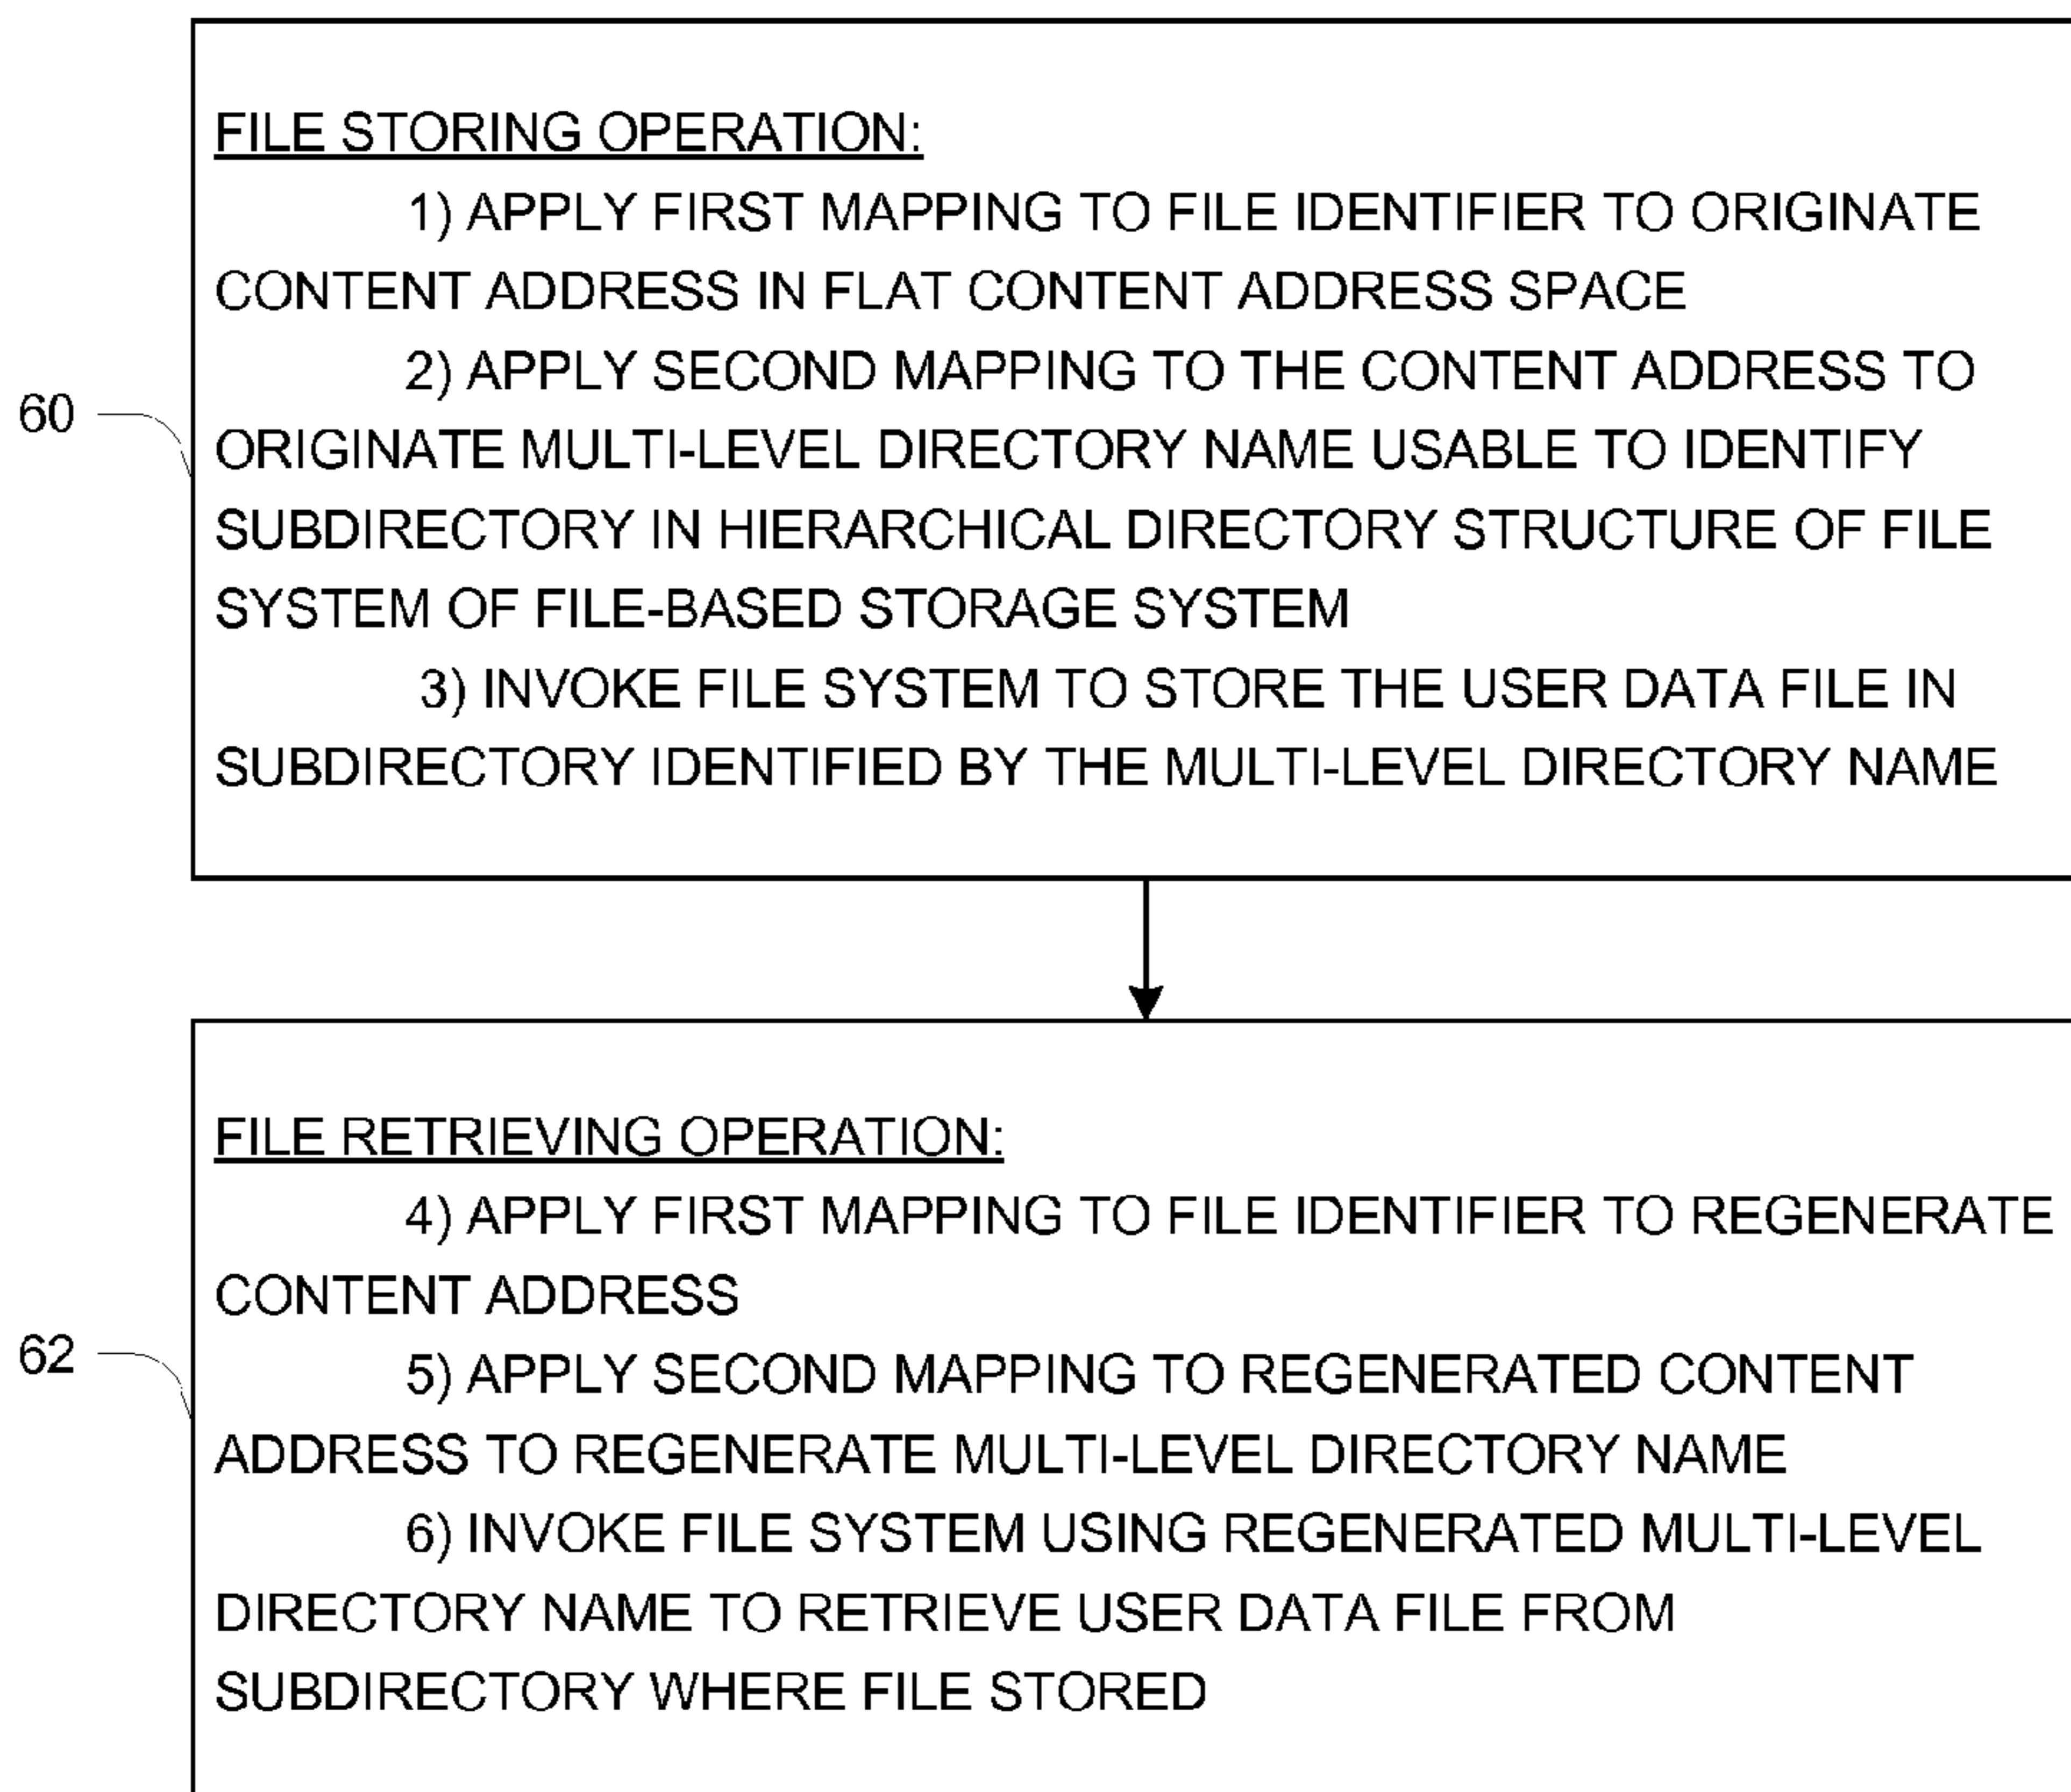 FILE STORING OPERATION:
1) APPLY FIRST MAPPING TO FILE IDENTIFIER TO ORIGINATE
CONTENT ADDRESS IN FLAT CONTENT ADDRESS SPACE
2) APPLY SECOND MAPPING TO THE CONTENT ADDRESS TO
60
ORIGINATE MULTI-LEVEL DIRECTORY NAME USABLE TO IDENTIFY
SUBDIRECTORY IN HIERARCHICAL DIRECTORY STRUCTURE OF FILE
SYSTEM OF FILE-BASED STORAGE SYSTEM
3) INVOKE FILE SYSTEM TO STORE THE USER DATA FILE IN
SUBDIRECTORY IDENTIFIED BY THE MULTI-LEVEL DIRECTORY NAME
FILE RETRIEVING OPERATION:
4) APPLY FIRST MAPPING TO FILE IDENTIFIER TO REGENERATE
CONTENT ADDRESS
62
5) APPLY SECOND MAPPING TO REGENERATED CONTENT
ADDRESS TO REGENERATE MULTI-LEVEL DIRECTORY NAME
6) INVOKE FILE SYSTEM USING REGENERATED MULTI-LEVEL
DIRECTORY NAME TO RETRIEVE USER DATA FILE FROM
SUBDIRECTORY WHERE FILE STORED